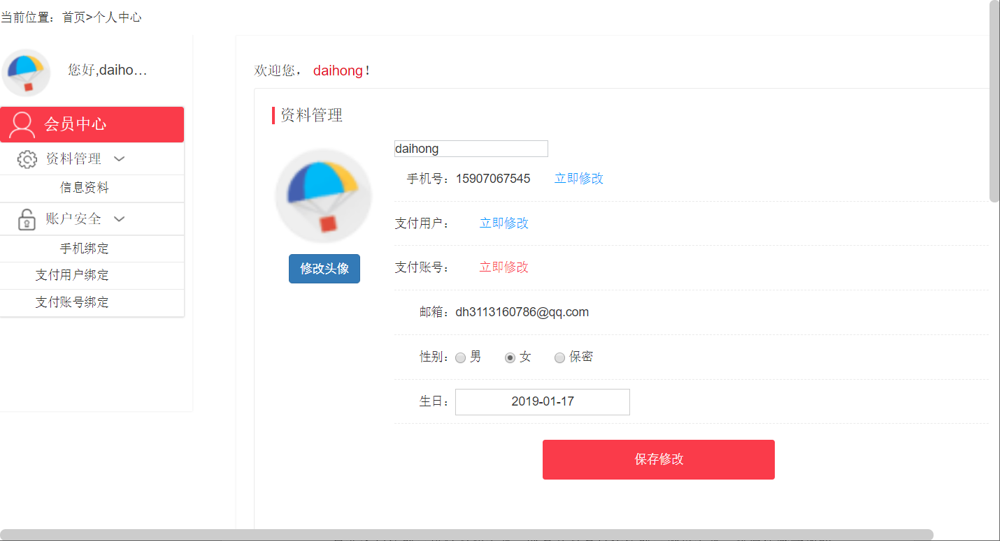 当前位置：首页>个人中心
您好,daiho…
会员中心
资料管理
信息资料
账户安全
手机绑定
支付用户绑定
支付账号绑定
欢迎您， daihong！
资料管理
修改头像
daihong
手机号：15907067545 立即修改
支付用户： 立即修改
支付账号： 立即修改
邮箱：dh3113160786@qq.com
性别： 男 女 保密
生日： 2019-01-17
保存修改